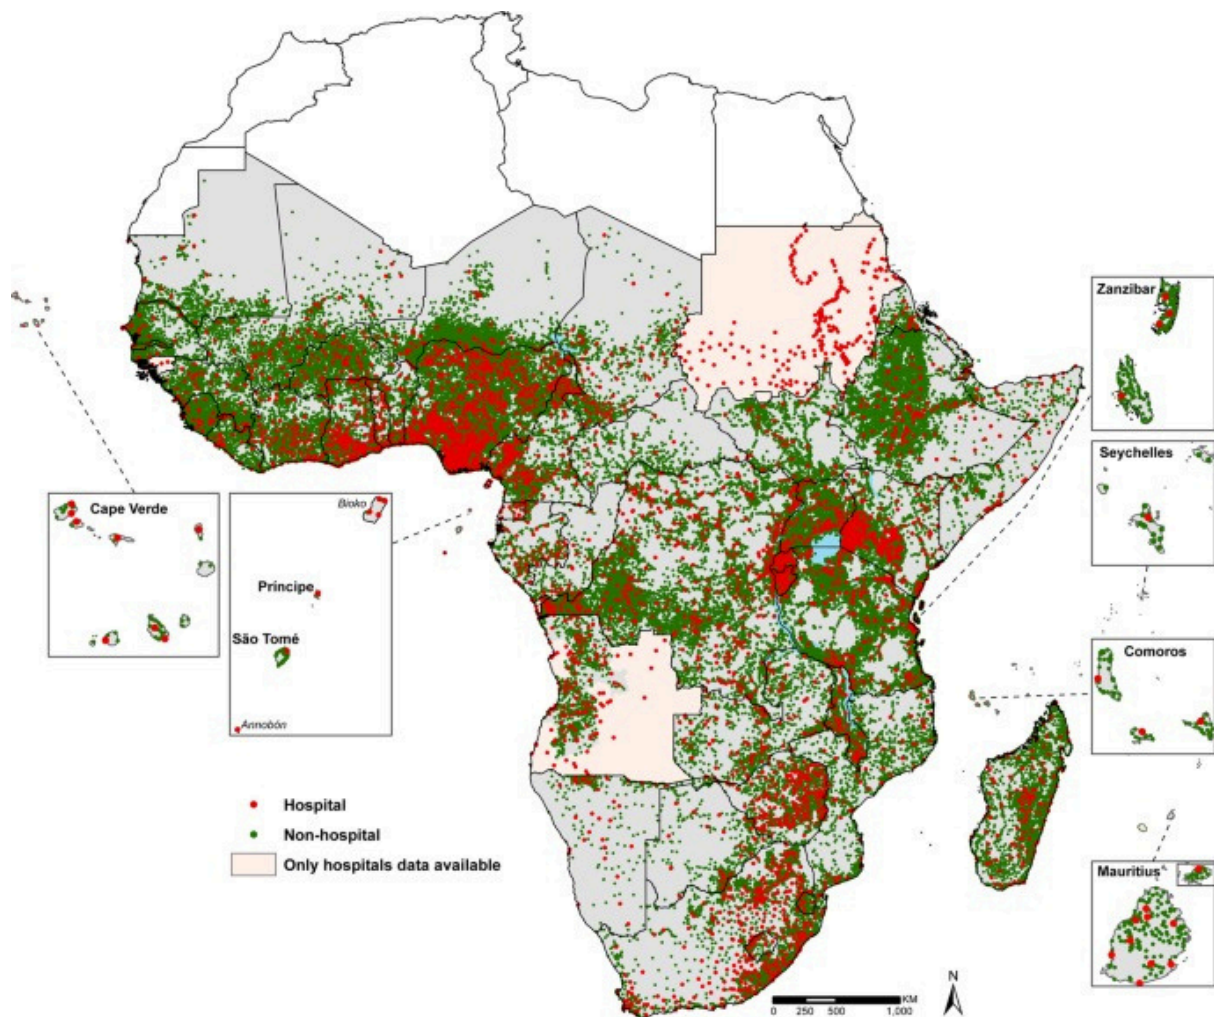 Zanzibar
Seychelles
Cape Verde
Bioko
Príncipe
São Tomé
Comoros
Annobón
Hospital
Non-hospital
Only hospitals data available
Mauritius
N
KM
0 250 500 1,000